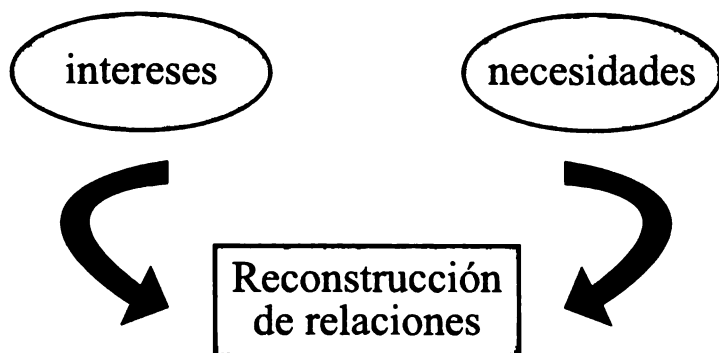 intereses
necesidades
Reconstrucción
de relaciones